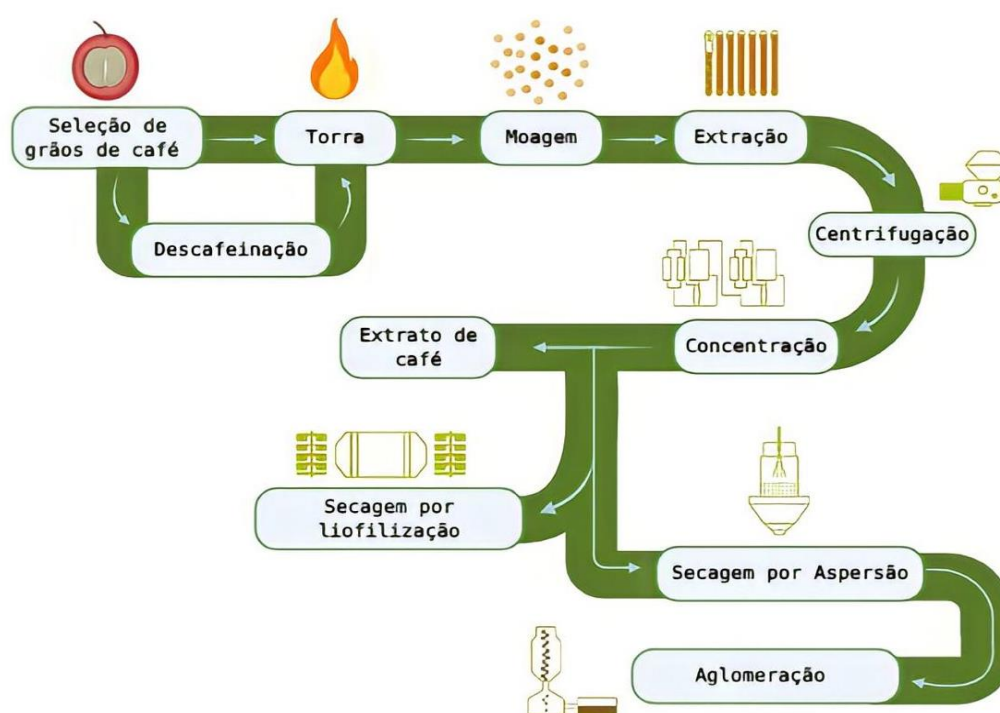 Seleção de
grãos de café
Torra
Moagem
Extração
Descafeinação
Centrifugação
Extrato de
café
Concentração
Secagem por
liofilização
Secagem por Aspersão
Aglomeração